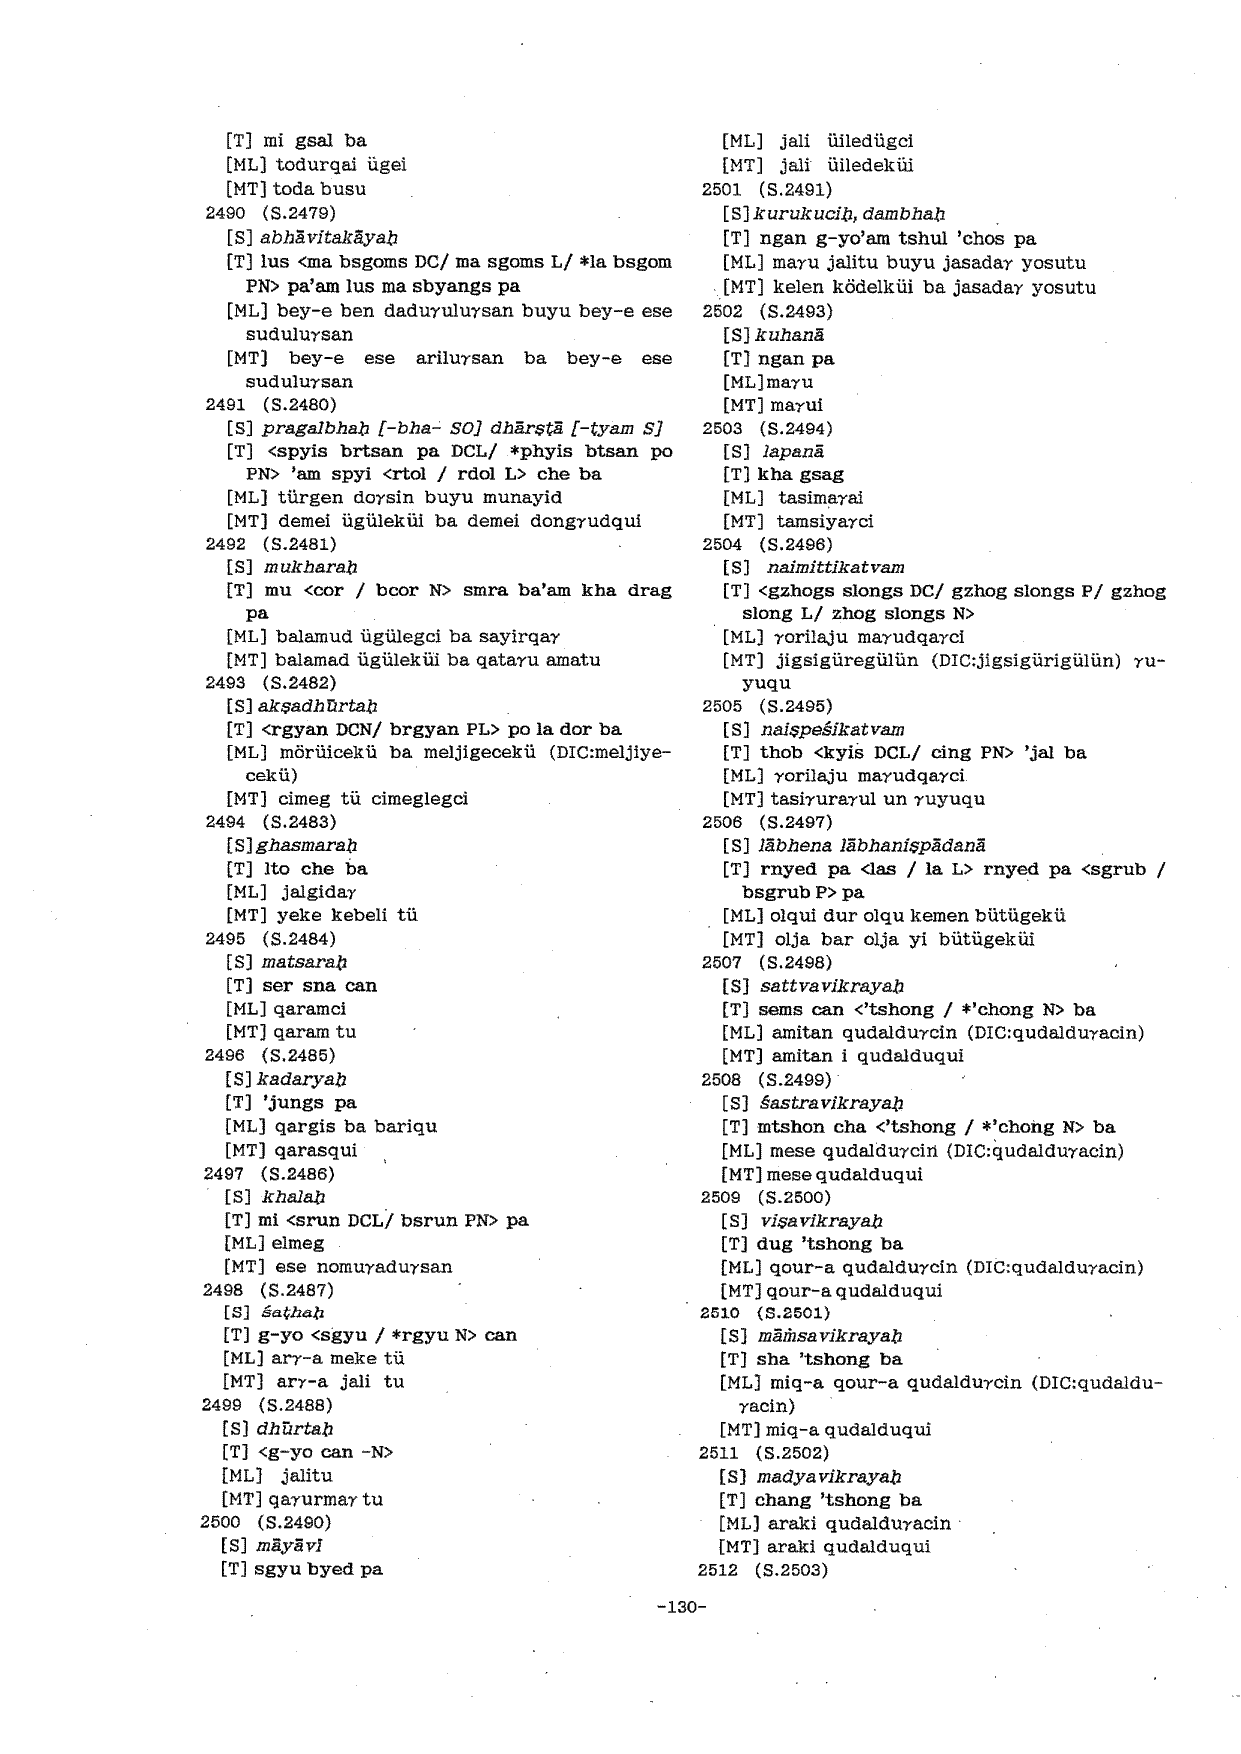 [T] mi gsal ba
[ML] todurqai ügei
[MT] toda busu
2490 (S.2479)
[S] abhāvitakāyaḥ
[T] lus <ma bsgoms DC/ ma sgoms L/ *la bsgom
PN> pa'am lus ma sbyangs pa
[ML] bey-e ben daduγuluγsan buyu bey-e ese
suduluγsan
[MT] bey-e ese ariluγsan ba bey-e ese
suduluγsan
2491 (S.2480)
[S] pragalbhaḥ [-bha- SO] dhārṣṭā [-ṭyam S]
[T] <spyis brtsan pa DCL/ *phyis btsan po
PN> 'am spyi <rtol / rdol L> che ba
[ML] türgen doγsin buyu munayid
[MT] demei ügüleküi ba demei dongγudqui
2492 (S.2481)
[S] mukharaḥ
[T] mu <cor / bcor N> smra ba'am kha drag
pa
[ML] balamud ügülegci ba sayirqaγ
[MT] balamad ügüleküi ba qataγu amatu
2493 (S.2482)
[S] akṣadhūrtaḥ
[T] <rgyan DCN/ brgyan PL> po la dor ba
[ML] mörüicekü ba meljigecekü (DIC:meljiye-
cekü)
[MT] cimeg tü cimeglegci
2494 (S.2483)
[S] ghasmaraḥ
[T] lto che ba
[ML] jalgidaγ
[MT] yeke kebeli tü
2495 (S.2484)
[S] matsaraḥ
[T] ser sna can
[ML] qaramci
[MT] qaram tu
2496 (S.2485)
[S] kadaryaḥ
[T] 'jungs pa
[ML] qargis ba bariqu
[MT] qarasqui
2497 (S.2486)
[S] khalaḥ
[T] mi <srun DCL/ bsrun PN> pa
[ML] elmeg
[MT] ese nomuγaduγsan
2498 (S.2487)
[S] śaṭhaḥ
[T] g-yo <sgyu / *rgyu N> can
[ML] arγ-a meke tü
[MT] arγ-a jali tu
2499 (S.2488)
[S] dhūrtaḥ
[T] <g-yo can -N>
[ML] jalitu
[MT] qaγurmaγ tu
2500 (S.2490)
[S] māyāvī
[T] sgyu byed pa
[ML] jali üiledügci
[MT] jali üiledeküi
2501 (S.2491)
[S] kurukuciḥ, dambhaḥ
[T] ngan g-yo'am tshul 'chos pa
[ML] maγu jalitu buyu jasadaγ yosutu
[MT] kelen ködelküi ba jasadaγ yosutu
2502 (S.2493)
[S] kuhanā
[T] ngan pa
[ML] maγu
[MT] maγui
2503 (S.2494)
[S] lapanā
[T] kha gsag
[ML] tasimaγai
[MT] tamsiyaγci
2504 (S.2496)
[S] naimittikatvam
[T] <gzhogs slongs DC/ gzhog slongs P/ gzhog
slong L/ zhog slongs N>
[ML] γorilaju maγudqaγci
[MT] jigsigüregülün (DIC:jigsigürigülün) γu-
yuqu
2505 (S.2495)
[S] naiṣpeśikatvam
[T] thob <kyis DCL/ cing PN> 'jal ba
[ML] γorilaju maγudqaγci
[MT] tasiγuraγul un γuyuqu
2506 (S.2497)
[S] lābhena lābhaniṣpādanā
[T] rnyed pa <las / la L> rnyed pa <sgrub /
bsgrub P> pa
[ML] olqui dur olqu kemen bütügekü
[MT] olja bar olja yi bütügeküi
2507 (S.2498)
[S] sattvavikrayaḥ
[T] sems can <'tshong / *'chong N> ba
[ML] amitan qudalduγcin (DIC:qudalduγacin)
[MT] amitan i qudalduqui
2508 (S.2499)
[S] śastravikrayaḥ
[T] mtshon cha <'tshong / *'chong N> ba
[ML] mese qudalduγcin (DIC:qudalduγacin)
[MT] mese qudalduqui
2509 (S.2500)
[S] viṣavikrayaḥ
[T] dug 'tshong ba
[ML] qour-a qudalduγcin (DIC:qudalduγacin)
[MT] qour-a qudalduqui
2510 (S.2501)
[S] māṁsavikrayaḥ
[T] sha 'tshong ba
[ML] miq-a qour-a qudalduγcin (DIC:qudaldu-
γacin)
[MT] miq-a qudalduqui
2511 (S.2502)
[S] madyavikrayaḥ
[T] chang 'tshong ba
[ML] araki qudalduγacin
[MT] araki qudalduqui
2512 (S.2503)
-130-